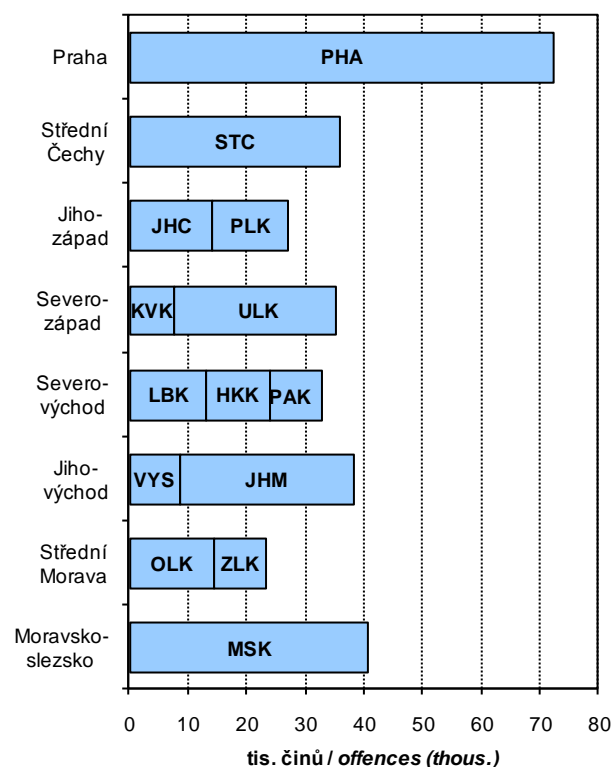 Praha
PHA
Střední
Čechy
STC
Jiho-
západ
JHC PLK
Severo-
západ
KVK ULK
Severo-
východ
LBK HKK PAK
Jiho-
východ
VYS JHM
Střední
Morava
OLK ZLK
Moravsko-
slezsko
MSK
0 10 20 30 40 50 60 70 80
tis. činů / offences (thous.)